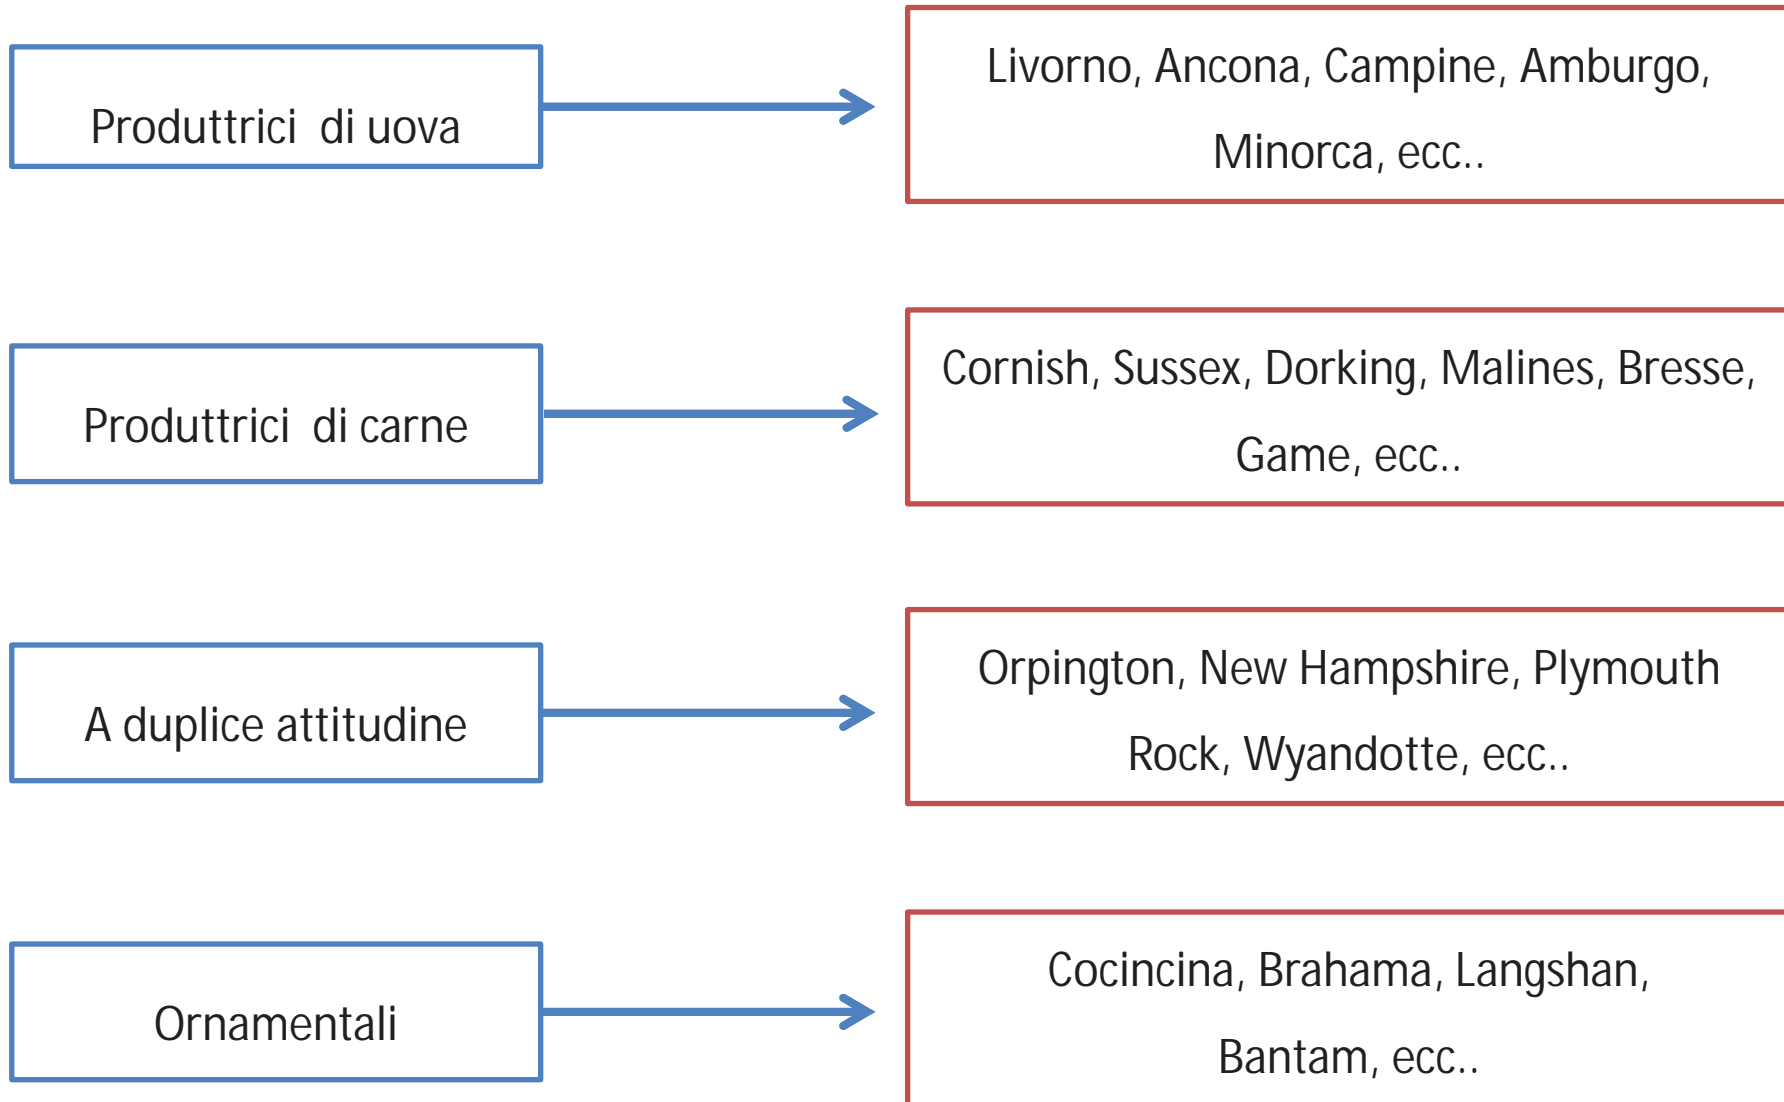 Produttrici di uova
Livorno, Ancona, Campine, Amburgo,
Minorca, ecc..
Produttrici di carne
Cornish, Sussex, Dorking, Malines, Bresse,
Game, ecc..
A duplice attitudine
Orpington, New Hampshire, Plymouth
Rock, Wyandotte, ecc..
Ornamentali
Cocincina, Brahama, Langshan,
Bantam, ecc..